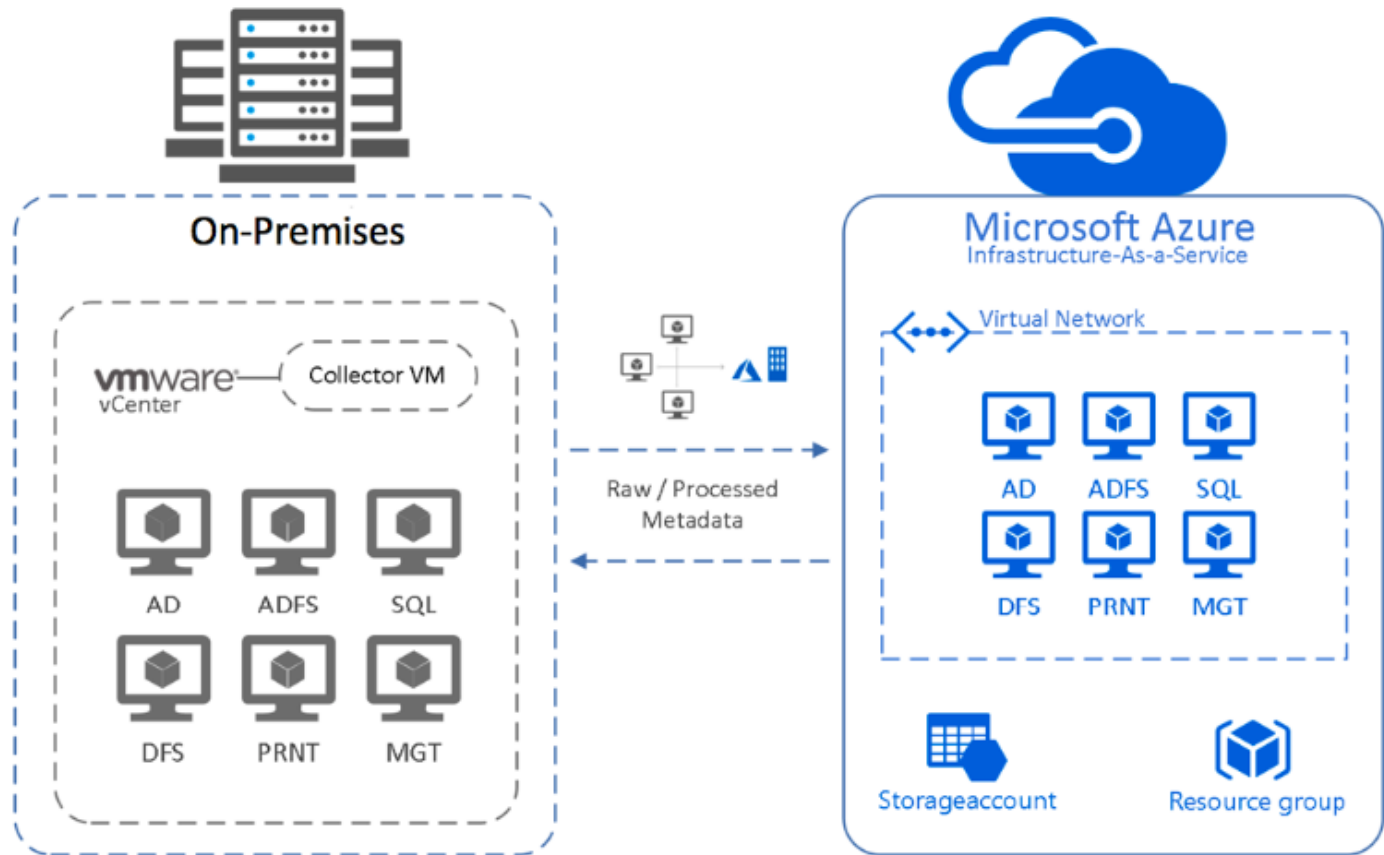 On-Premises
vmware®
vCenter
Collector VM
AD ADFS SQL
DFS PRNT MGT
Raw / Processed
Metadata
Microsoft Azure
Infrastructure-As-a-Service
Virtual Network
AD ADFS SQL
DFS PRNT MGT
Storageaccount
Resource group